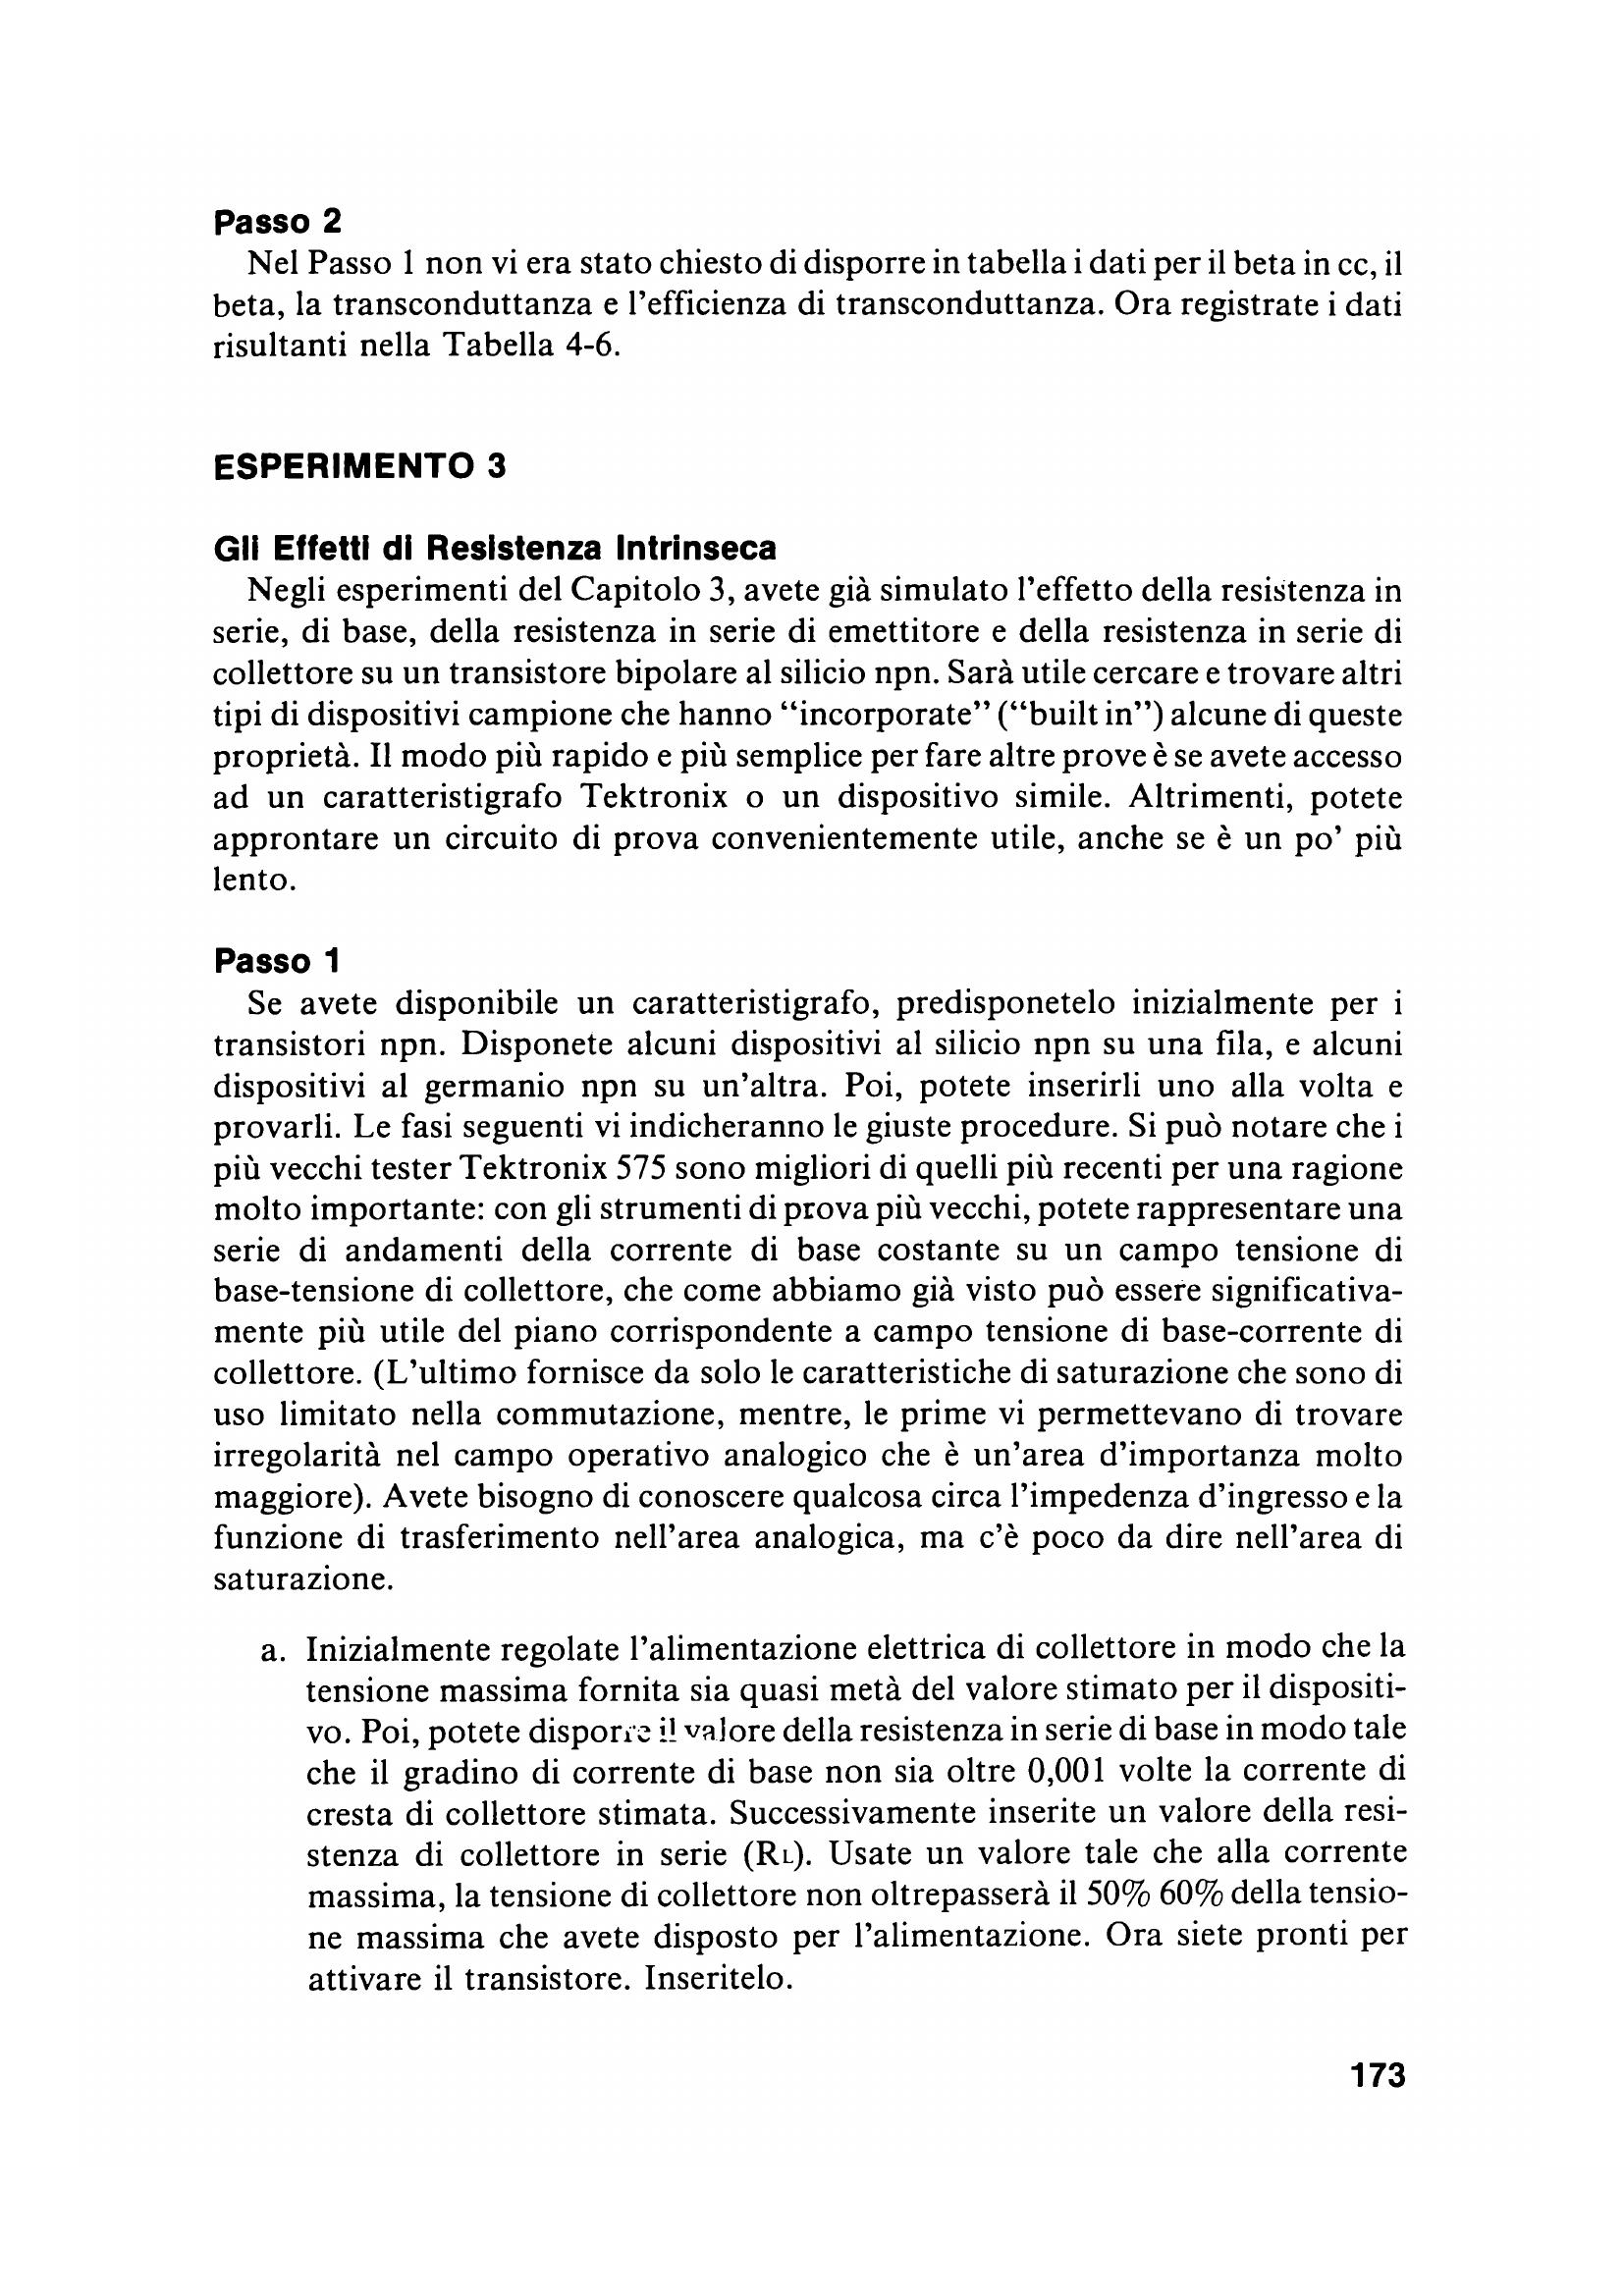 Passo 2
Nel Passo 1 non vi era stato chiesto di disporre in tabella i dati per il beta in cc, il
beta, la transconduttanza e l’efficienza di transconduttanza. Ora registrate i dati
risultanti nella Tabella 4-6.
ESPERIMENTO 3
Gli Effetti di Resistenza Intrinseca
Negli esperimenti del Capitolo 3, avete già simulato l’effetto della resistenza in
serie, di base, della resistenza in serie di emettitore e della resistenza in serie di
collettore su un transistore bipolare al silicio npn. Sarà utile cercare e trovare altri
tipi di dispositivi campione che hanno “incorporate” (“built in”) alcune di queste
proprietà. Il modo più rapido e più semplice per fare altre prove è se avete accesso
ad un caratteristigrafo Tektronix o un dispositivo simile. Altrimenti, potete
approntare un circuito di prova convenientemente utile, anche se è un po’ più
lento.
Passo 1
Se avete disponibile un caratteristigrafo, predisponetelo inizialmente per i
transistori npn. Disponete alcuni dispositivi al silicio npn su una fila, e alcuni
dispositivi al germanio npn su un’altra. Poi, potete inserirli uno alla volta e
provarli. Le fasi seguenti vi indicheranno le giuste procedure. Si può notare che i
più vecchi tester Tektronix 575 sono migliori di quelli più recenti per una ragione
molto importante: con gli strumenti di prova più vecchi, potete rappresentare una
serie di andamenti della corrente di base costante su un campo tensione di
base-tensione di collettore, che come abbiamo già visto può essere significativa-
mente più utile del piano corrispondente a campo tensione di base-corrente di
collettore. (L’ultimo fornisce da solo le caratteristiche di saturazione che sono di
uso limitato nella commutazione, mentre, le prime vi permettevano di trovare
irregolarità nel campo operativo analogico che è un’area d’importanza molto
maggiore). Avete bisogno di conoscere qualcosa circa l’impedenza d’ingresso e la
funzione di trasferimento nell’area analogica, ma c’è poco da dire nell’area di
saturazione.
a. Inizialmente regolate l’alimentazione elettrica di collettore in modo che la
tensione massima fornita sia quasi metà del valore stimato per il dispositi-
vo. Poi, potete disporre il valore della resistenza in serie di base in modo tale
che il gradino di corrente di base non sia oltre 0,001 volte la corrente di
cresta di collettore stimata. Successivamente inserite un valore della resi-
stenza di collettore in serie (RL). Usate un valore tale che alla corrente
massima, la tensione di collettore non oltrepasserà il 50% 60% della tensio-
ne massima che avete disposto per l’alimentazione. Ora siete pronti per
attivare il transistore. Inseritelo.
173